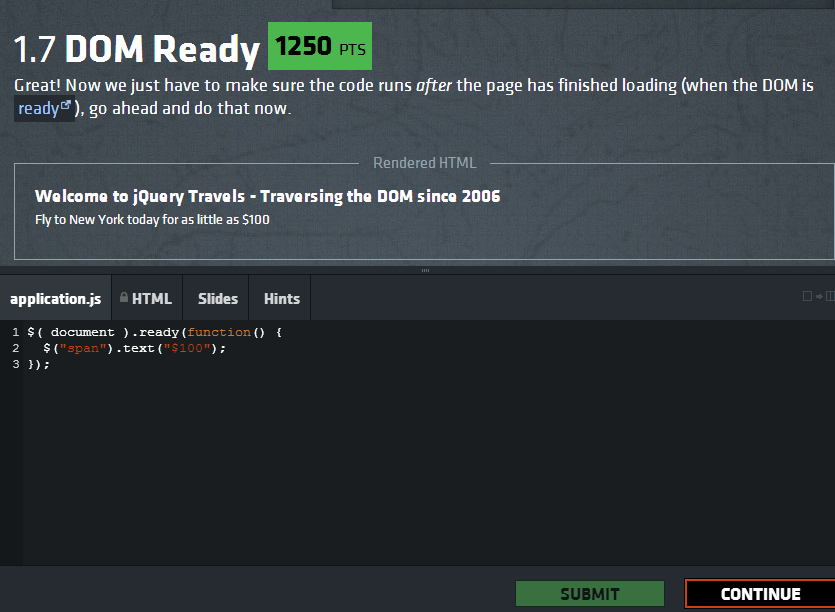 1.7 DOM Ready 1250 PTS
Great! Now we just have to make sure the code runs after the page has finished loading (when the DOM is
ready), go ahead and do that now.
Rendered HTML
Welcome to jQuery Travels - Traversing the DOM since 2006
Fly to New York today for as little as $100
application.js HTML Slides Hints
1 $( document ).ready(function() {
2 $("span").text("$100");
3 });
SUBMIT CONTINUE